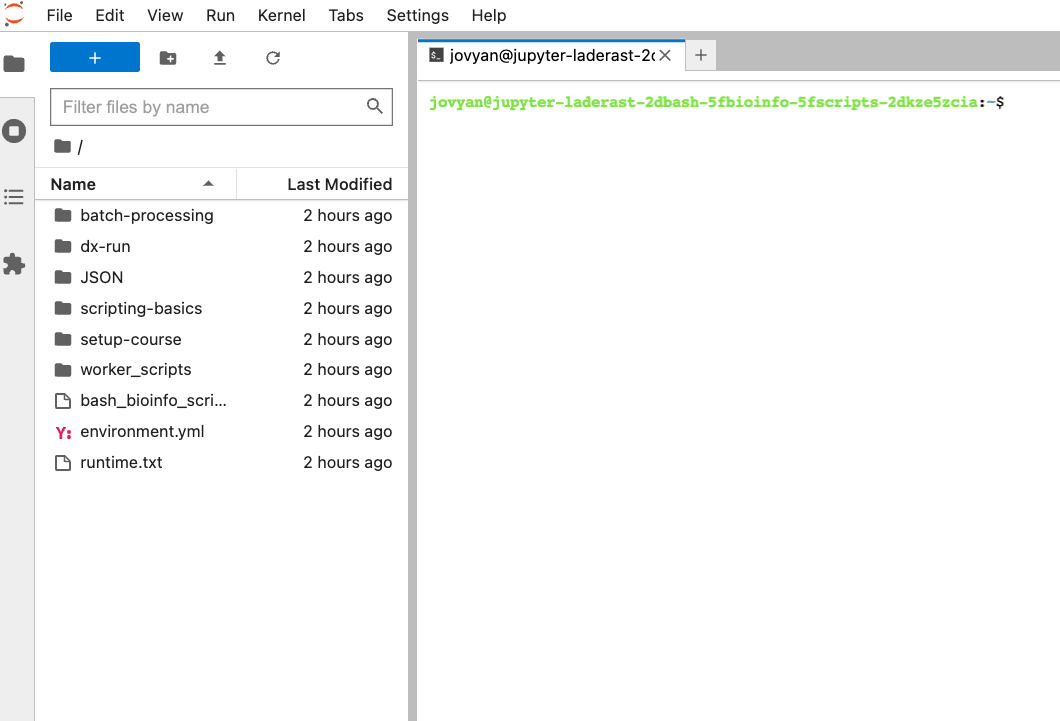 File Edit View Run Kernel Tabs Settings Help
+
$_ jovyan@jupyter-laderast-2c
+
Filter files by name
/
Name Last Modified
batch-processing 2 hours ago
dx-run 2 hours ago
JSON 2 hours ago
scripting-basics 2 hours ago
setup-course 2 hours ago
worker_scripts 2 hours ago
bash_bioinfo_scri... 2 hours ago
Y: environment.yml 2 hours ago
runtime.txt 2 hours ago
jovyan@jupyter-laderast-2dbash-5fbioinfo-5fscripts-2dkze5zcia:~$